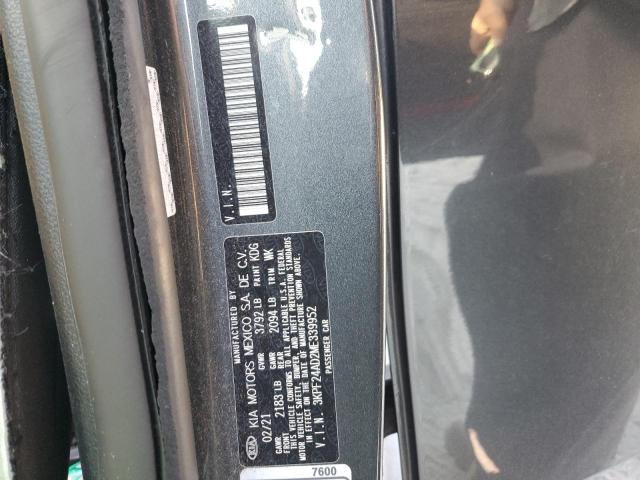 V.I.N.
MANUFACTURED BY
KIA KIA MOTORS MEXICO S.A. DE C.V.
02/21 GVWR 3792 LB PAINT KDG
GAWR FRONT 2183 LB GAWR REAR 2094 LB TRIM WK
THIS VEHICLE CONFORMS TO ALL APPLICABLE U.S.A. FEDERAL
MOTOR VEHICLE SAFETY, BUMPER, AND THEFT PREVENTION STANDARDS
IN EFFECT ON THE DATE OF MANUFACTURE SHOWN ABOVE.
V.I.N. 3KPF24AD2ME339952
PASSENGER CAR
7600